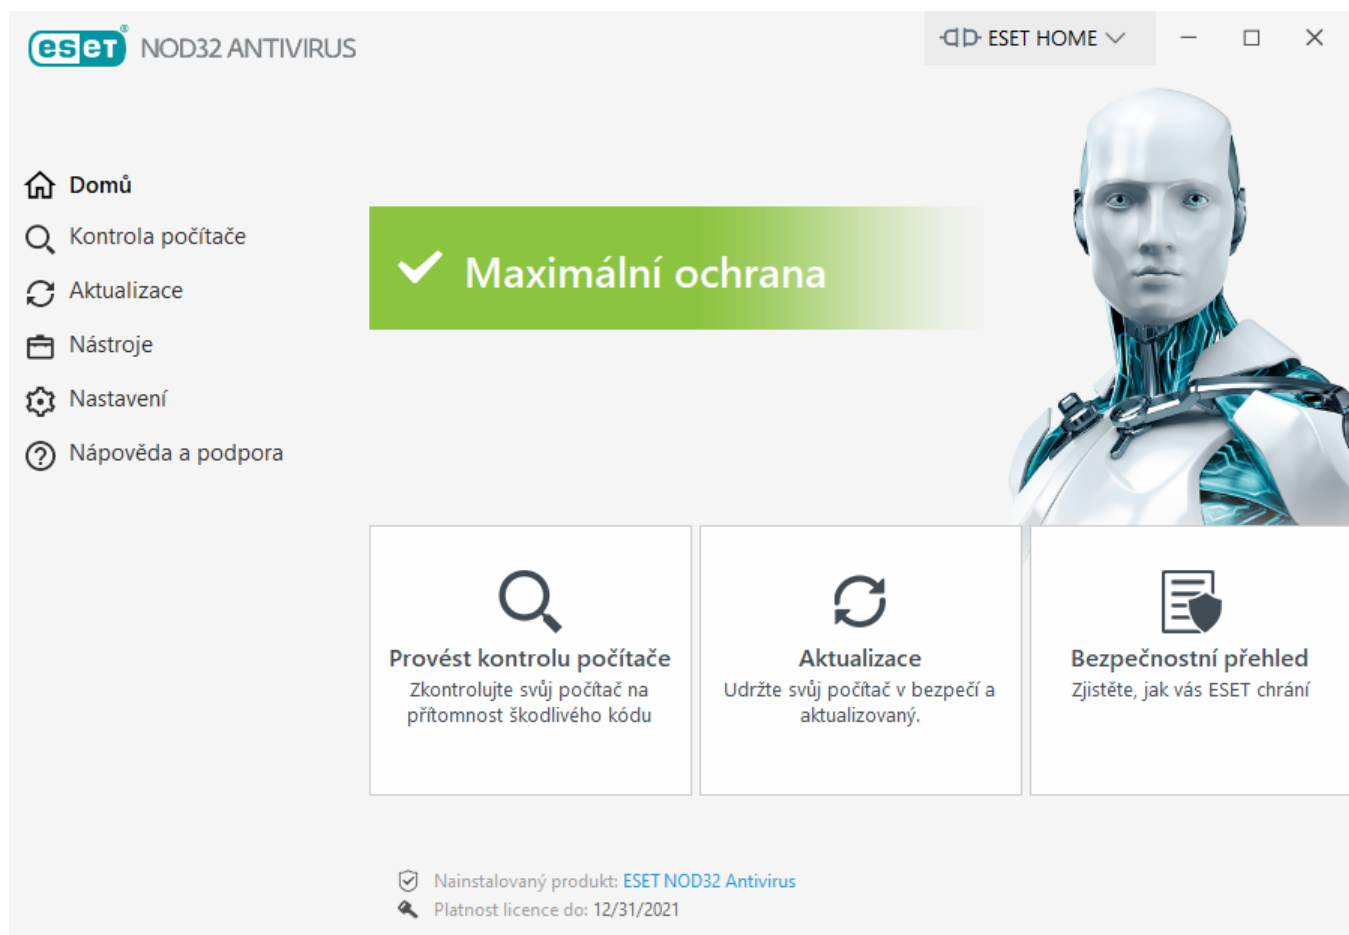 eset® NOD32 ANTIVIRUS
ESET HOME
Domů
Kontrola počítače
Aktualizace
Nástroje
Nastavení
Nápověda a podpora
Maximální ochrana
Provést kontrolu počítače
Zkontrolujte svůj počítač na
přítomnost škodlivého kódu
Aktualizace
Udržte svůj počítač v bezpečí a
aktualizovaný.
Bezpečnostní přehled
Zjistěte, jak vás ESET chrání
Nainstalovaný produkt: ESET NOD32 Antivirus
Platnost licence do: 12/31/2021